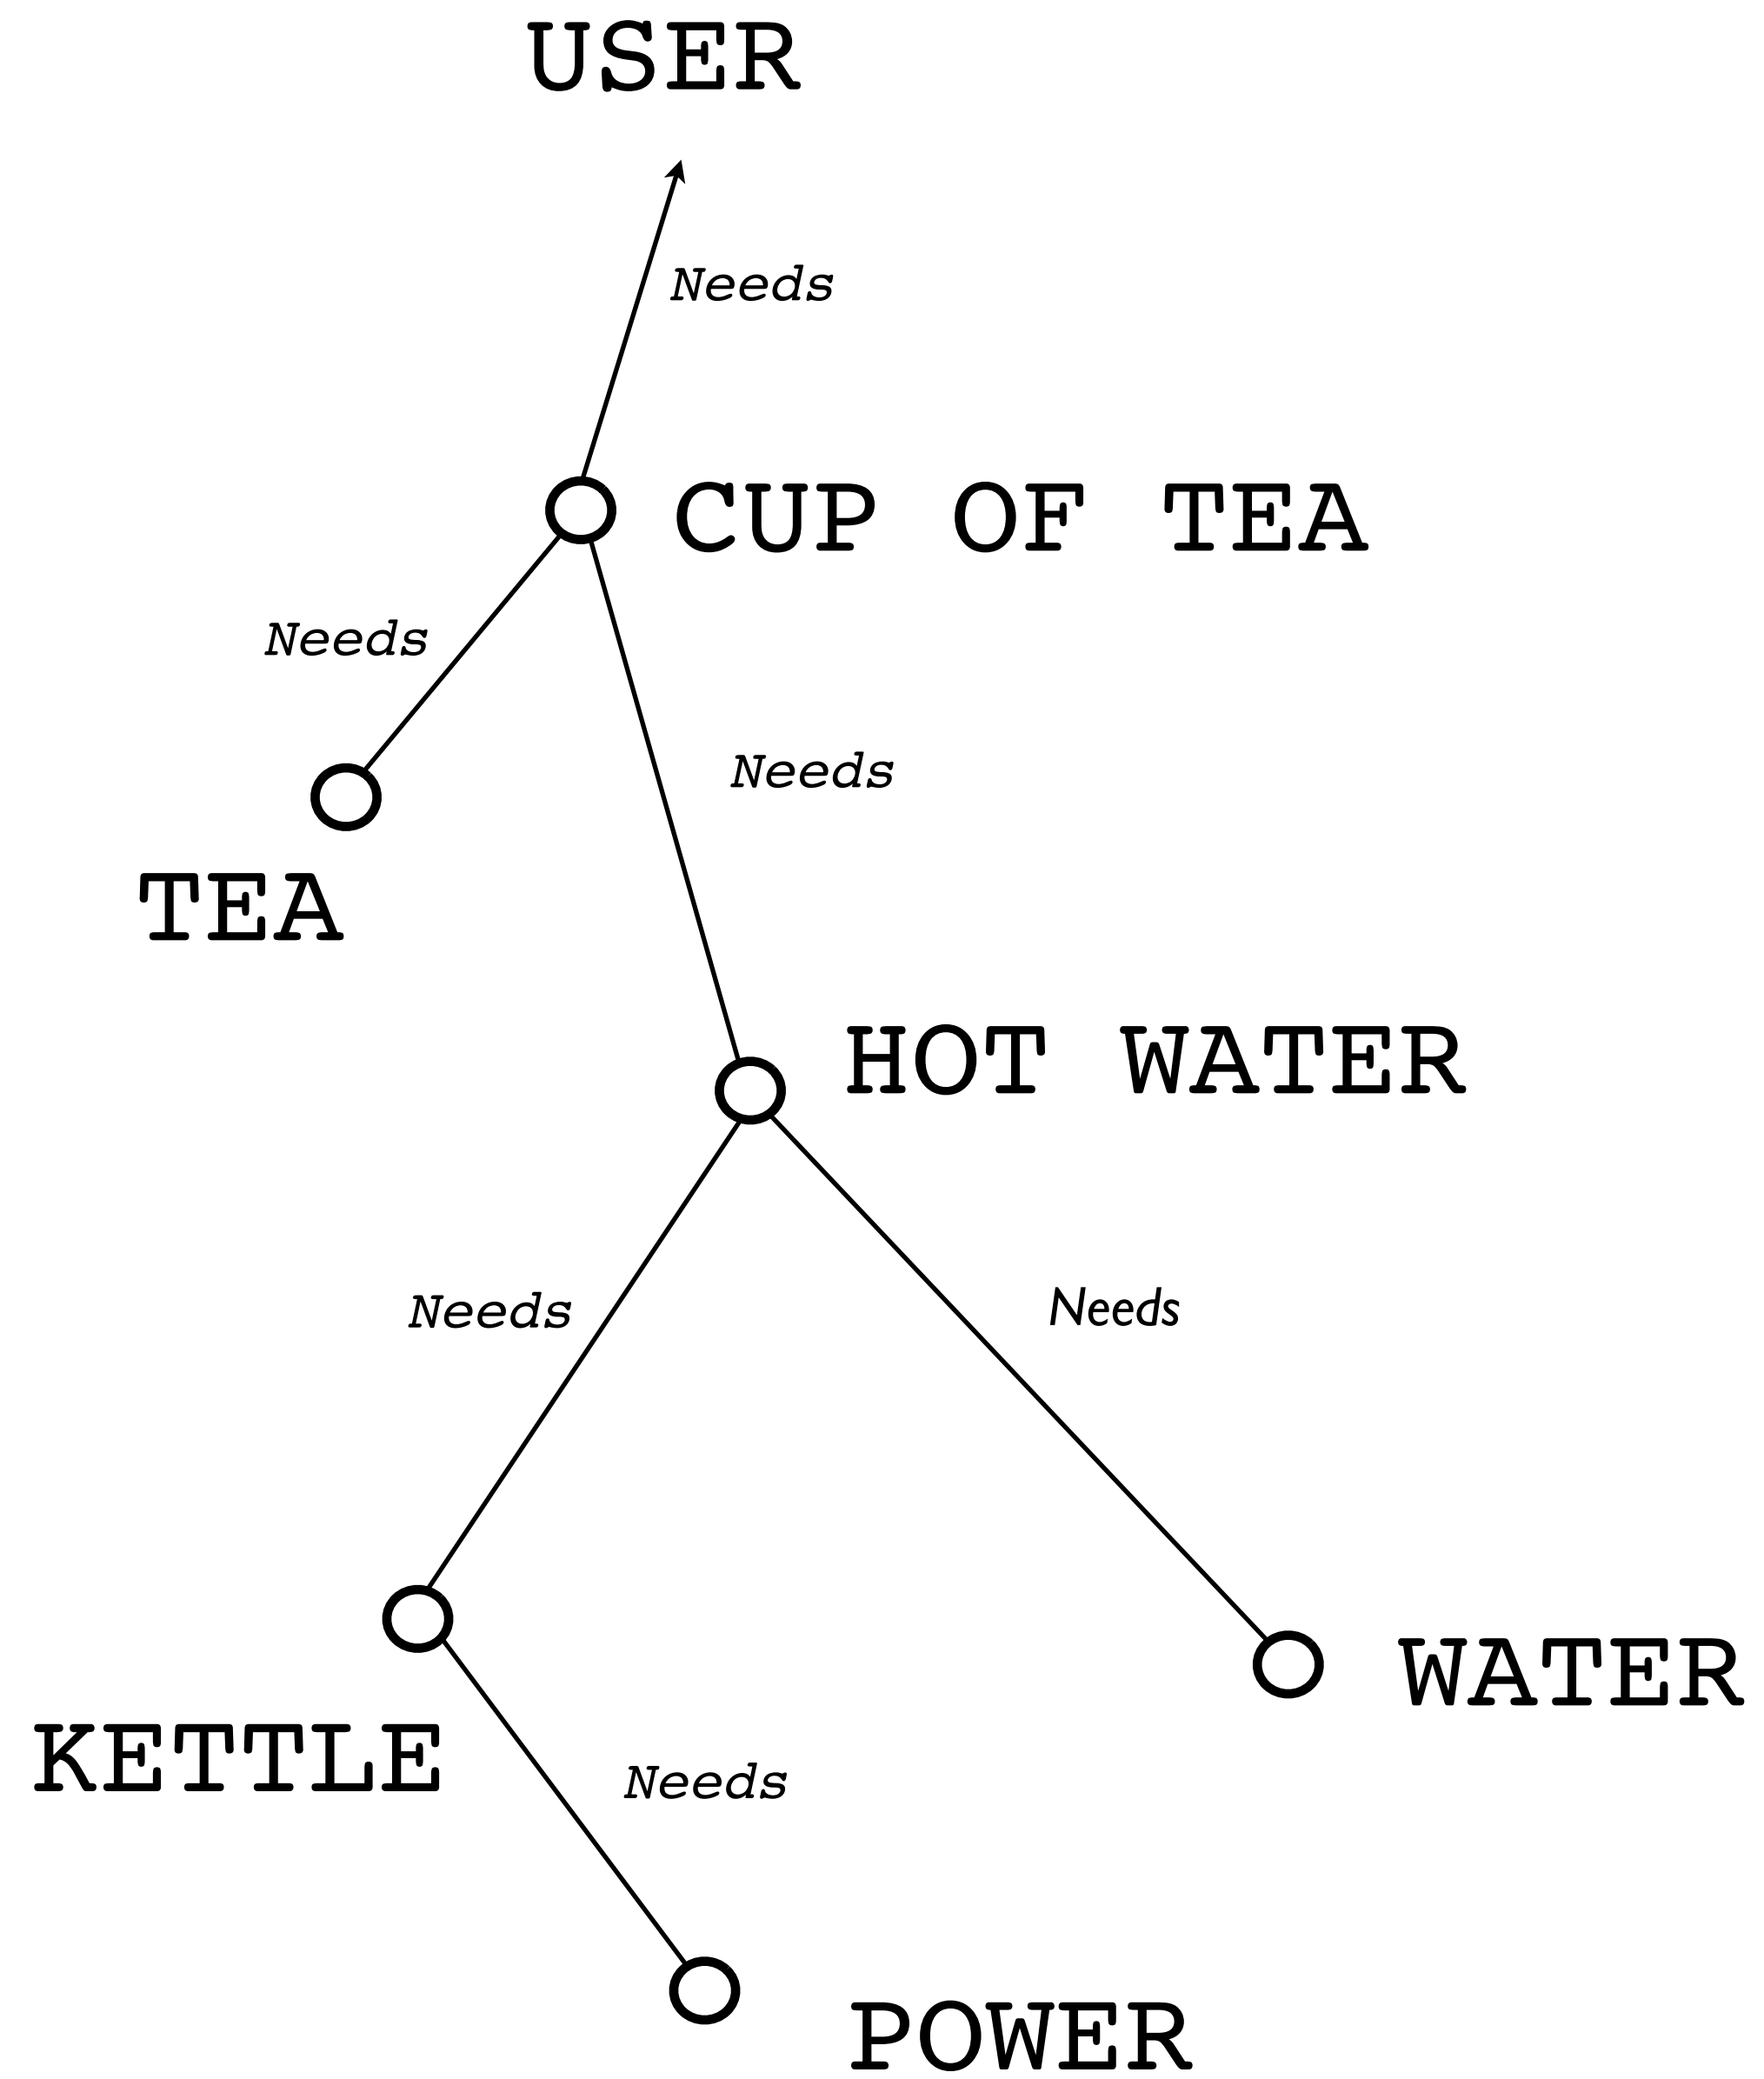 USER
Needs
CUP OF TEA
Needs
Needs
TEA
HOT WATER
Needs
Needs
WATER
KETTLE
Needs
POWER